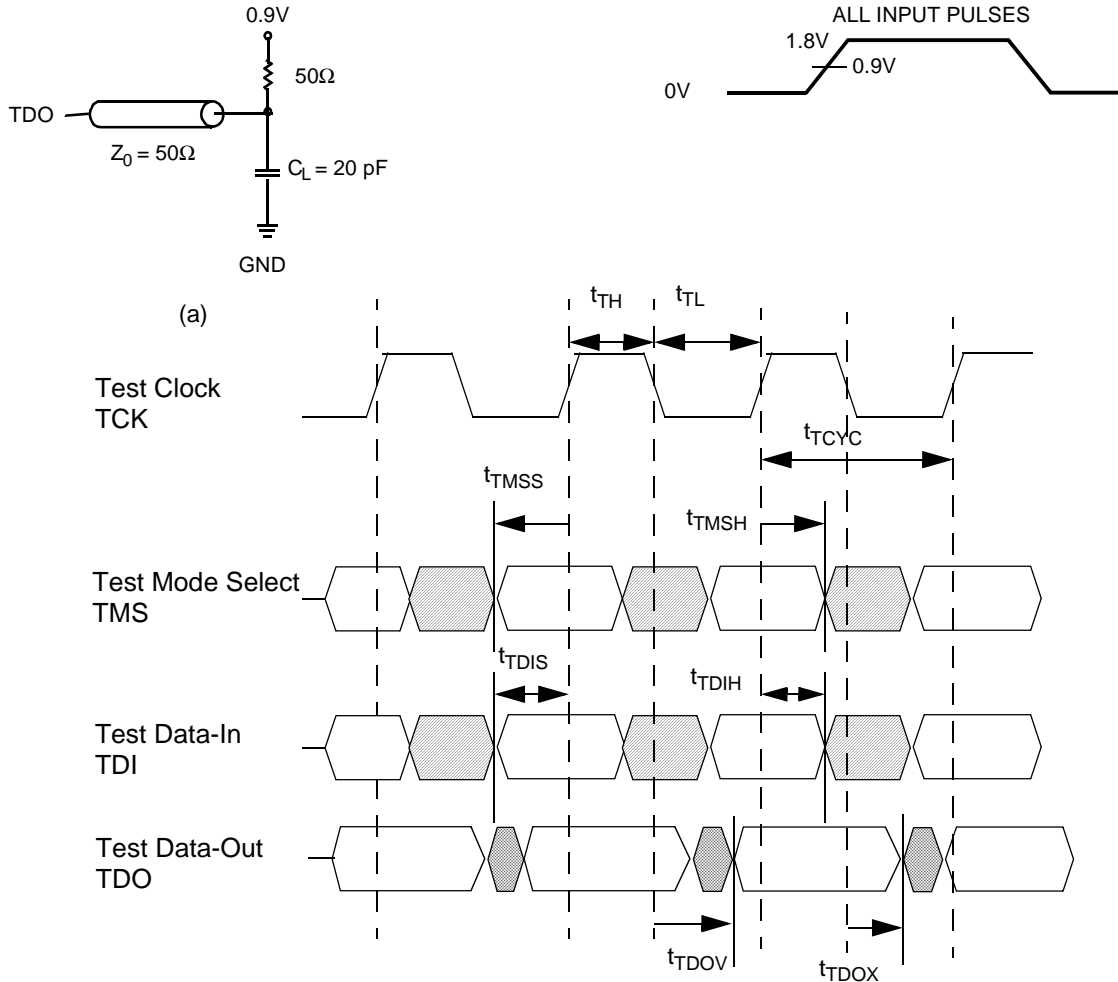 0.9V
50Ω
TDO
Z0 = 50Ω
CL = 20 pF
GND
(a)
ALL INPUT PULSES
1.8V
0.9V
0V
tTH
tTL
Test Clock
TCK
tTCYC
tTMSS
tTMSH
Test Mode Select
TMS
tTDIS
tTDIH
Test Data-In
TDI
Test Data-Out
TDO
tTDOV
tTDOX